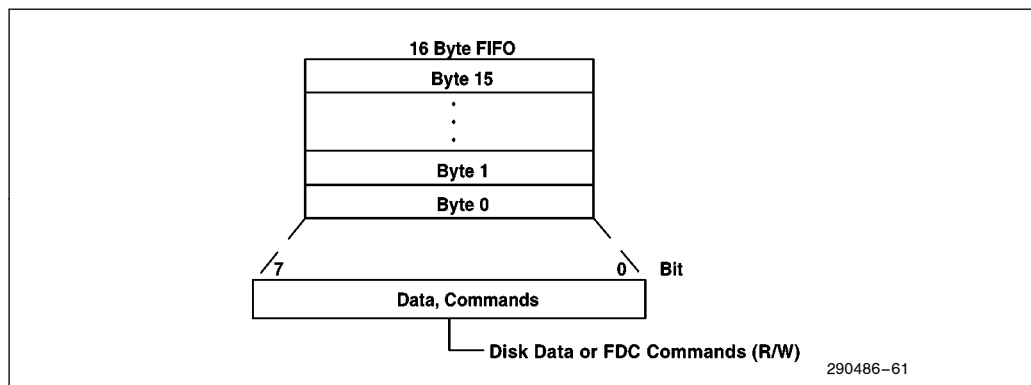 16 Byte FIFO
Byte 15
Byte 1
Byte 0
7 0 Bit
Data, Commands
Disk Data or FDC Commands (R/W)
290486–61